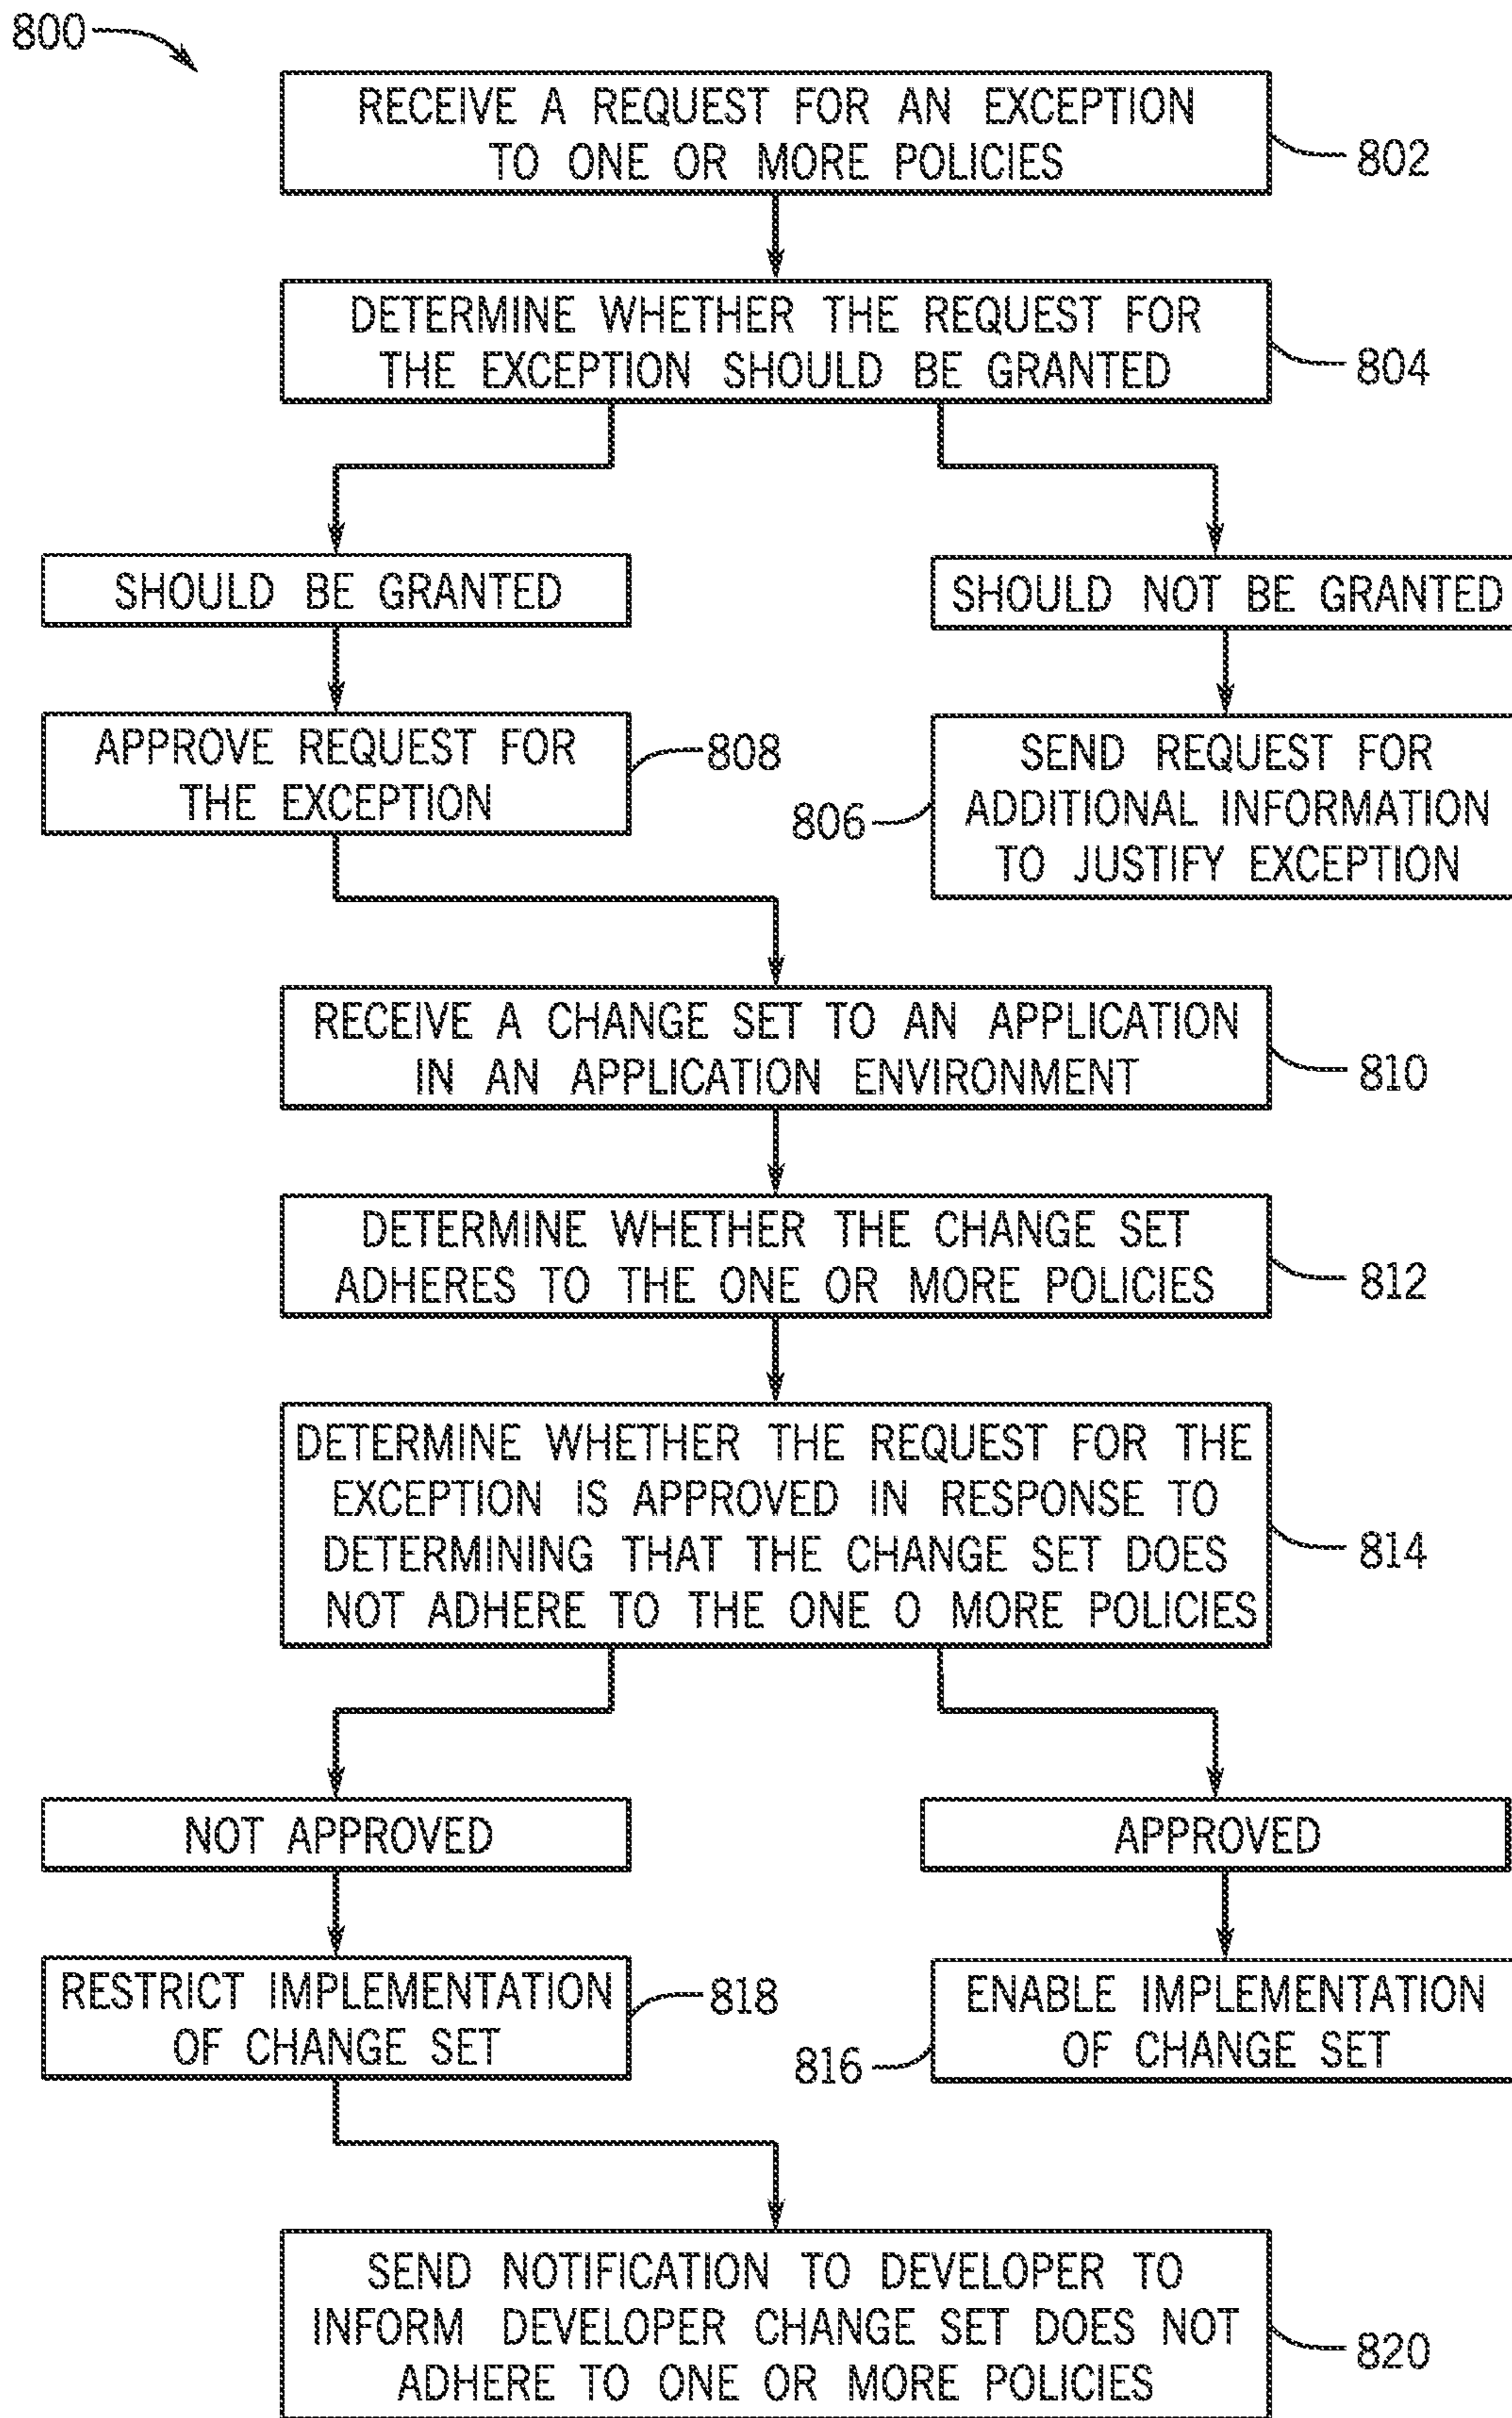 800
RECEIVE A REQUEST FOR AN EXCEPTION
TO ONE OR MORE POLICIES
802
DETERMINE WHETHER THE REQUEST FOR
THE EXCEPTION SHOULD BE GRANTED
804
SHOULD BE GRANTED
SHOULD NOT BE GRANTED
APPROVE REQUEST FOR
THE EXCEPTION
808
SEND REQUEST FOR
ADDITIONAL INFORMATION
TO JUSTIFY EXCEPTION
806
RECEIVE A CHANGE SET TO AN APPLICATION
IN AN APPLICATION ENVIRONMENT
810
DETERMINE WHETHER THE CHANGE SET
ADHERES TO THE ONE OR MORE POLICIES
812
DETERMINE WHETHER THE REQUEST FOR THE
EXCEPTION IS APPROVED IN RESPONSE TO
DETERMINING THAT THE CHANGE SET DOES
NOT ADHERE TO THE ONE O MORE POLICIES
814
NOT APPROVED
APPROVED
RESTRICT IMPLEMENTATION
OF CHANGE SET
818
ENABLE IMPLEMENTATION
OF CHANGE SET
816
SEND NOTIFICATION TO DEVELOPER TO
INFORM DEVELOPER CHANGE SET DOES NOT
ADHERE TO ONE OR MORE POLICIES
820